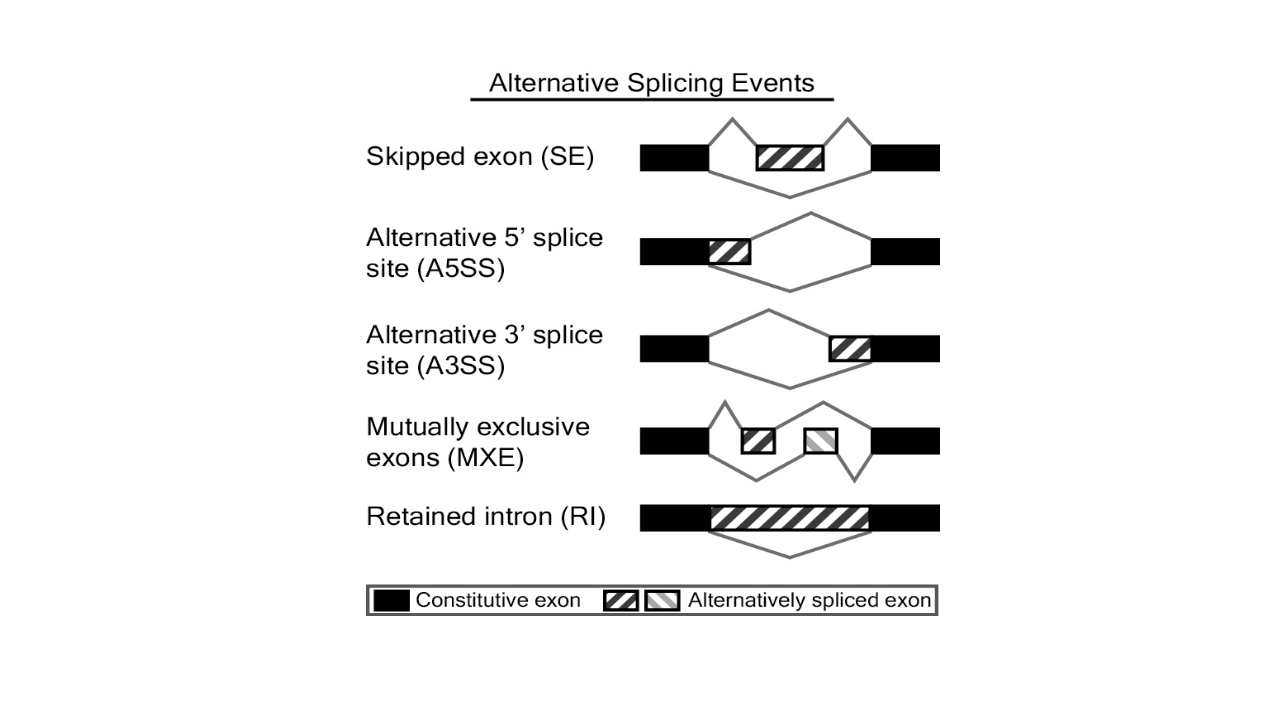 Alternative Splicing Events
Skipped exon (SE)
Alternative 5’ splice
site (A5SS)
Alternative 3’ splice
site (A3SS)
Mutually exclusive
exons (MXE)
Retained intron (RI)
Constitutive exon Alternatively spliced exon